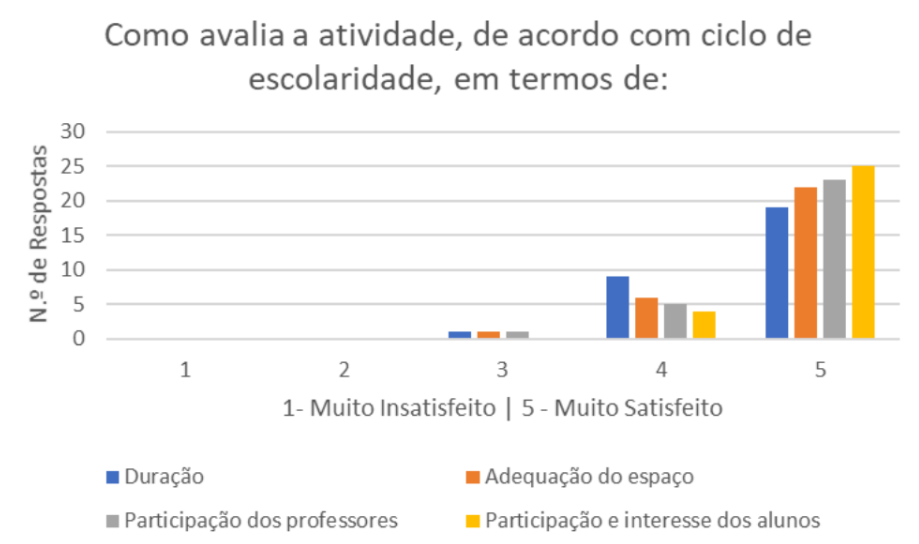 Como avalia a atividade, de acordo com ciclo de
escolaridade, em termos de:
N.º de Respostas
30
25
20
15
10
5
0
1 2 3 4 5
1- Muito Insatisfeito | 5 - Muito Satisfeito
Duração Adequação do espaço
Participação dos professores Participação e interesse dos alunos